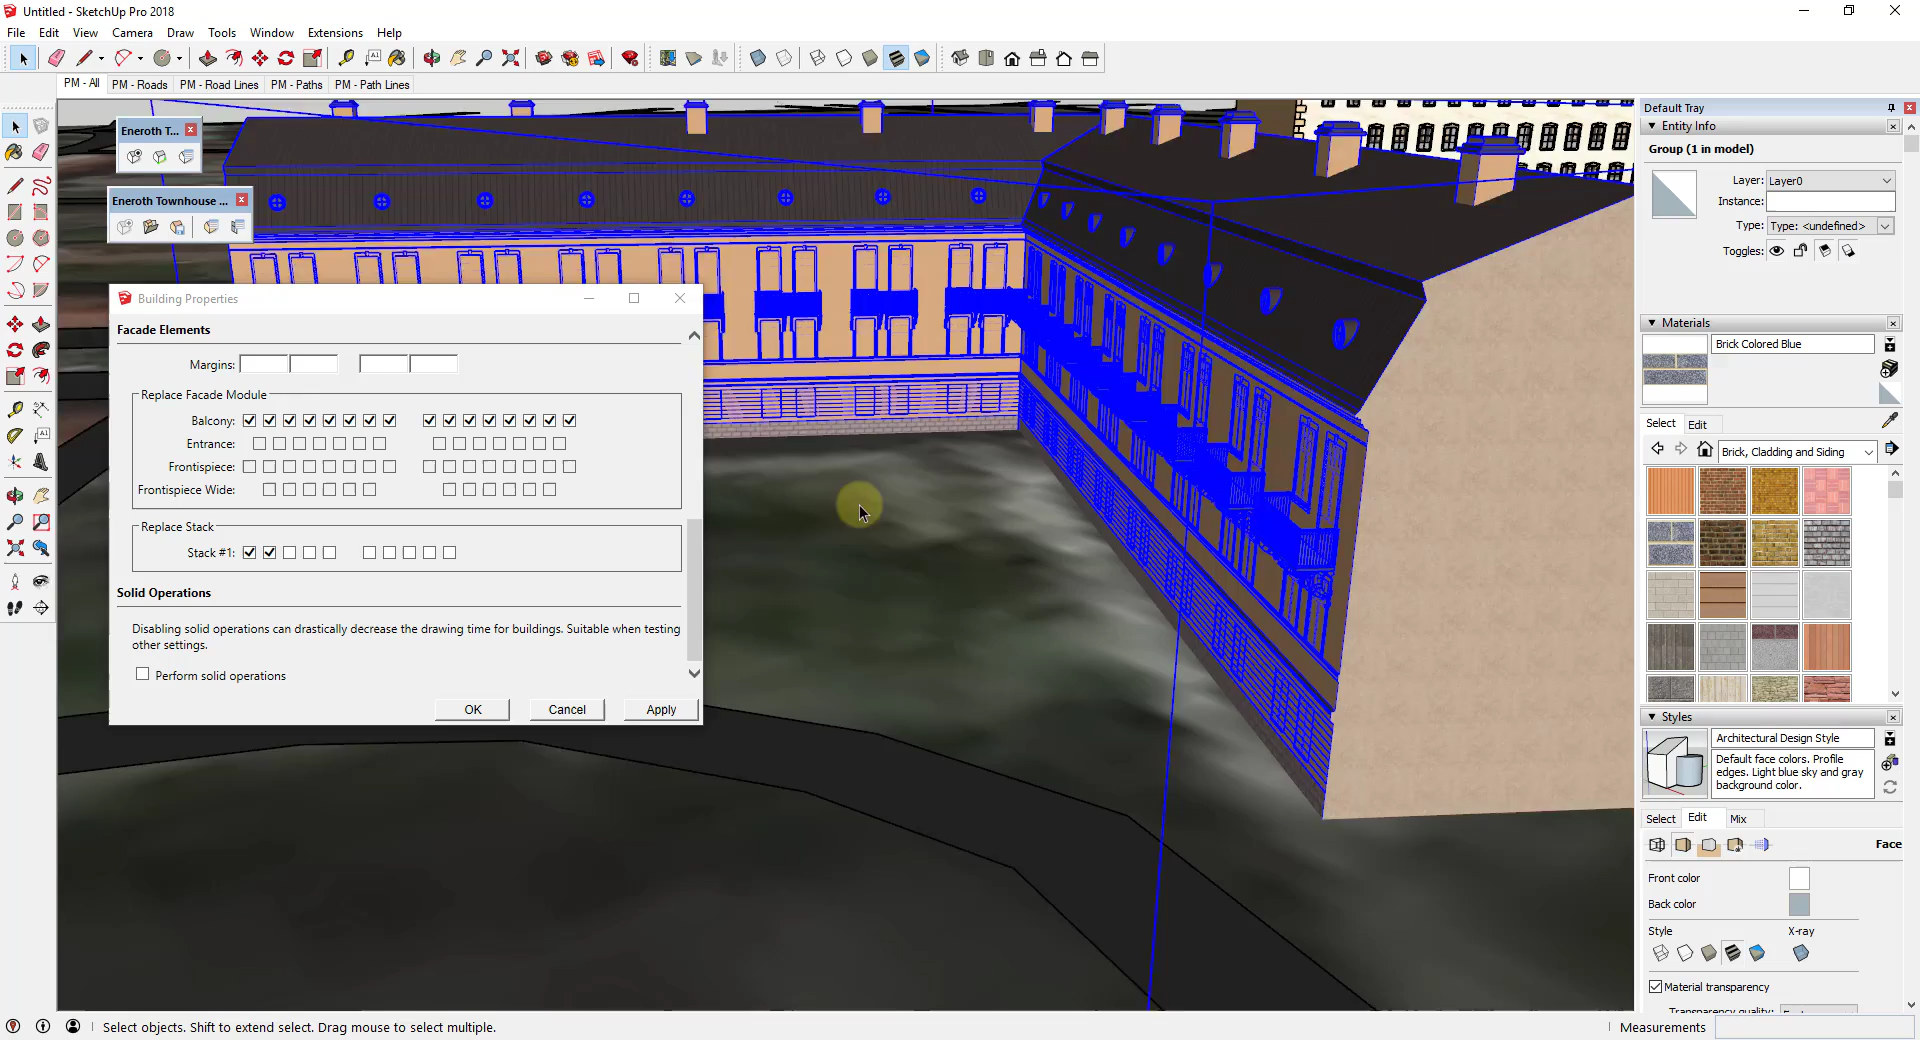 Untitled - SketchUp Pro 2018
File Edit View Camera Draw Tools Window Extensions Help
PM - All PM - Roads PM - Road Lines PM - Paths PM - Path Lines
Eneroth T...
Eneroth Townhouse ...
Building Properties
Facade Elements
Margins:
Replace Facade Module
Balcony:
Entrance:
Frontispiece:
Frontispiece Wide:
Replace Stack
Stack #1:
Solid Operations
Disabling solid operations can drastically decrease the drawing time for buildings. Suitable when testing
other settings.
Perform solid operations
OK Cancel Apply
Default Tray
Entity Info
Group (1 in model)
Layer: Layer0
Instance:
Type: Type: <undefined>
Toggles:
Materials
Brick Colored Blue
Select Edit
Brick, Cladding and Siding
Styles
Architectural Design Style
Default face colors. Profile
edges. Light blue sky and gray
background color.
Select Edit Mix
Face
Front color
Back color
Style X-ray
Material transparency
Transparency quality:
Select objects. Shift to extend select. Drag mouse to select multiple.
Measurements